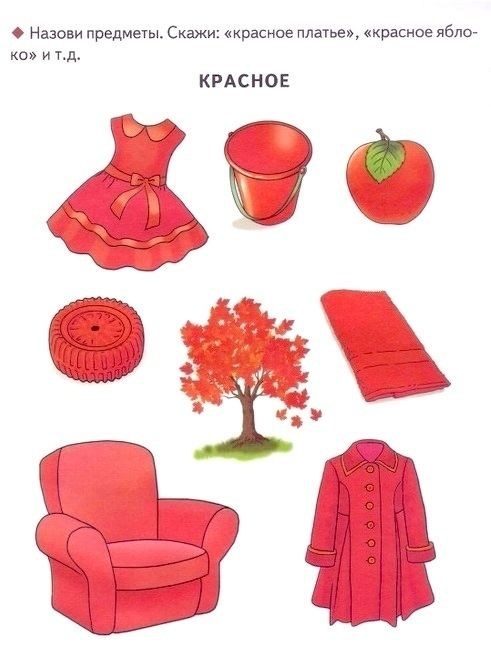 ◆ Назови предметы. Скажи: «красное платье», «красное ябло-
ко» и т.д.
КРАСНОЕ